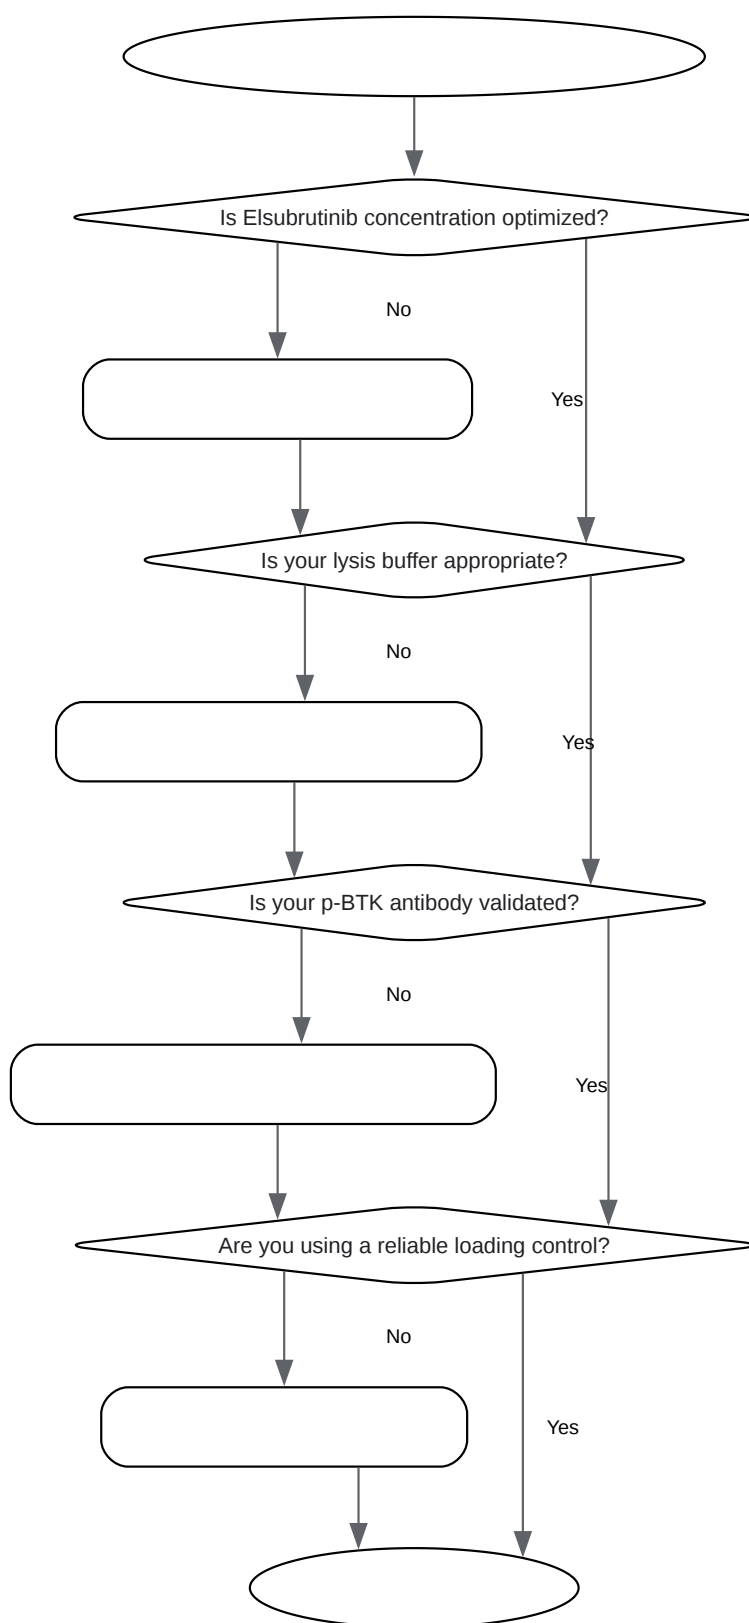 Is Elsubrutinib concentration optimized?
No
Yes
Is your lysis buffer appropriate?
No
Yes
Is your p-BTK antibody validated?
No
Yes
Are you using a reliable loading control?
No
Yes